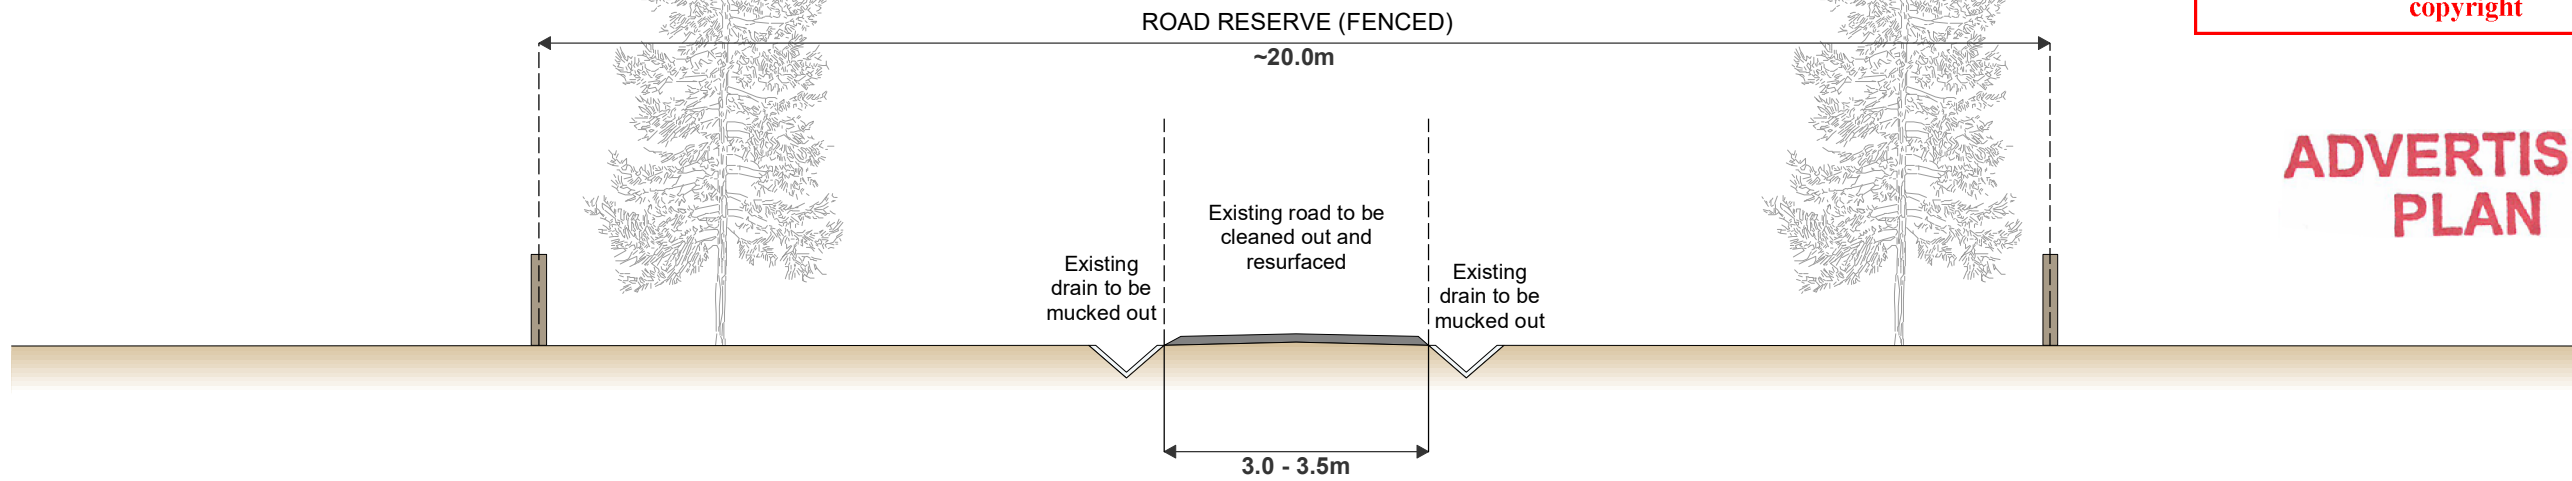 copyright
ROAD RESERVE (FENCED)
~20.0m
ADVERTIS
PLAN
Existing road to be
cleaned out and
resurfaced
Existing
drain to be
mucked out
Existing
drain to be
mucked out
3.0 - 3.5m